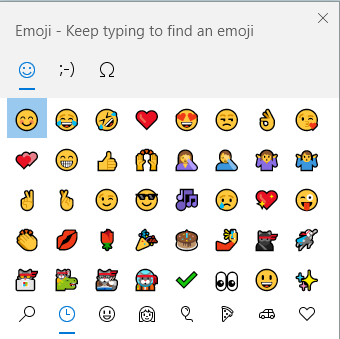 Emoji - Keep typing to find an emoji
;-)
Ω